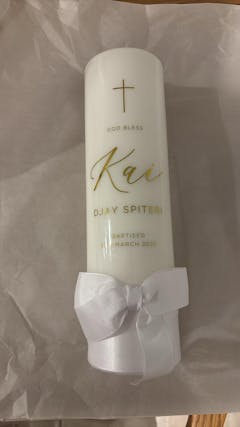 GOD BLESS
Kai
DJAY SPITERI
BAPTISED
MARCH